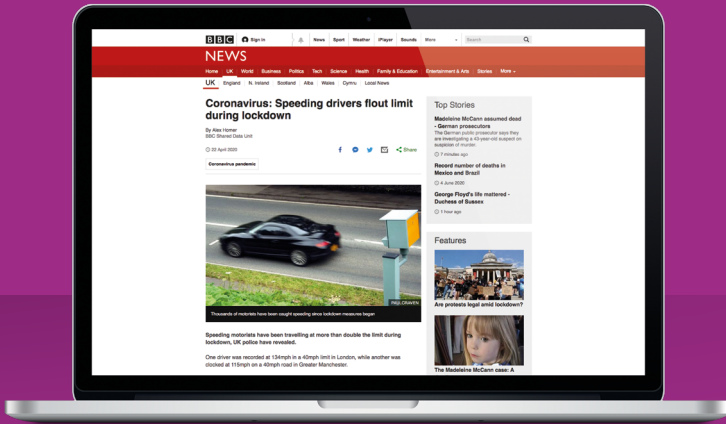 BBC Sign in News Sport Weather iPlayer Sounds More Search
NEWS
Home UK World Business Politics Tech Science Health Family & Education Entertainment & Arts Stories More
UK England N. Ireland Scotland Alba Wales Cymru Local News
Coronavirus: Speeding drivers flout limit
during lockdown
By Alex Homer
BBC Shared Data Unit
22 April 2020
Share
Coronavirus pandemic
PAUL CRAVEN
Thousands of motorists have been caught speeding since lockdown measures began
Speeding motorists have been travelling at more than double the limit during
lockdown, UK police have revealed.
One driver was recorded at 134mph in a 40mph limit in London, while another was
clocked at 115mph on a 40mph road in Greater Manchester.
Top Stories
Madeleine McCann assumed dead
- German prosecutors
The German public prosecutor says they
are investigating a 43-year-old suspect on
suspicion of murder.
7 minutes ago
Record number of deaths in
Mexico and Brazil
4 June 2020
George Floyd's life mattered -
Duchess of Sussex
1 hour ago
Features
Are protests legal amid lockdown?
The Madeleine McCann case: A